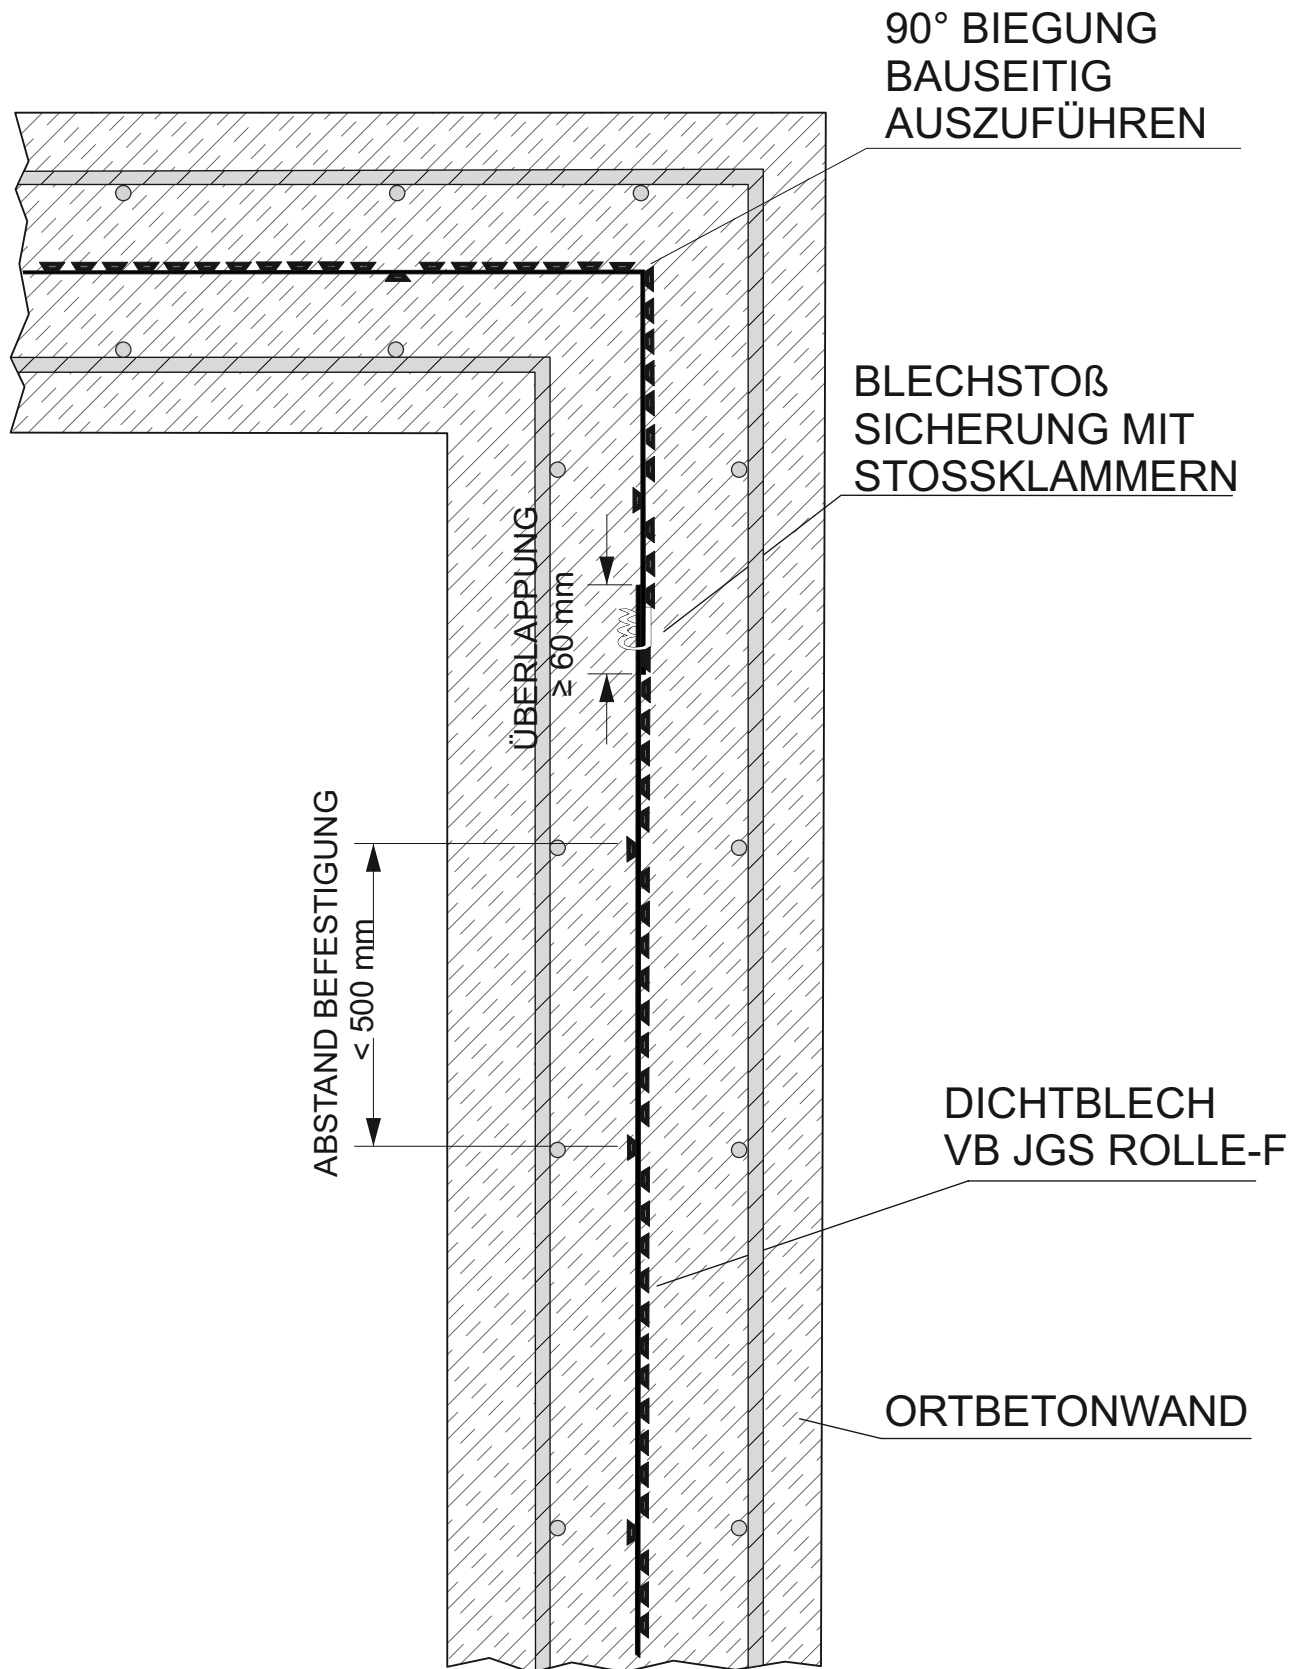 90° BIEGUNG
BAUSEITIG
AUSZUFÜHREN
BLECHSTOß
SICHERUNG MIT
STOSSKLAMMERN
ÜBERLAPPUNG
≥ 60 mm
ABSTAND BEFESTIGUNG
< 500 mm
DICHTBLECH
VB JGS ROLLE-F
ORTBETONWAND